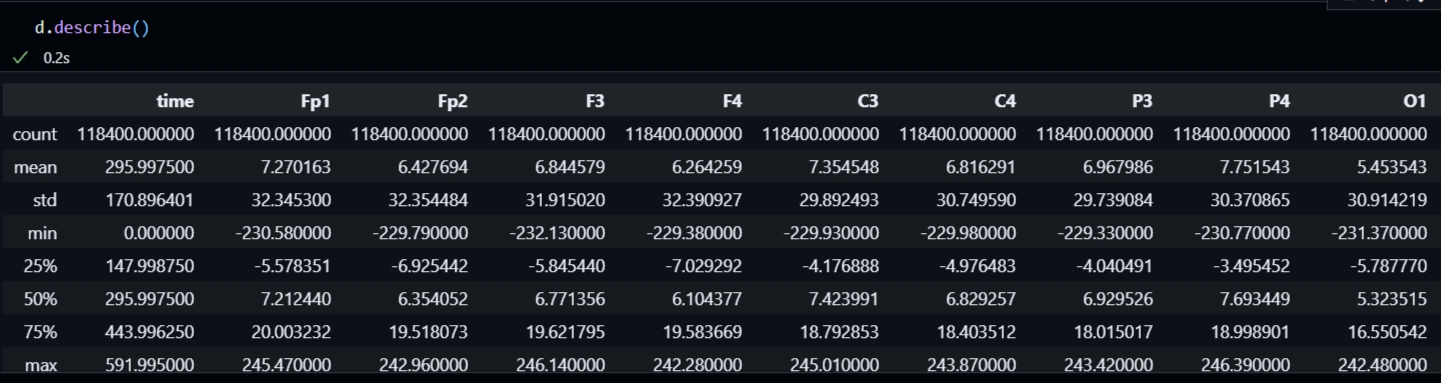 d.describe()
0.2s
time Fp1 Fp2 F3 F4 C3 C4 P3 P4 O1
count 118400.000000 118400.000000 118400.000000 118400.000000 118400.000000 118400.000000 118400.000000 118400.000000 118400.000000 118400.000000
mean 295.997500 7.270163 6.427694 6.844579 6.264259 7.354548 6.816291 6.967986 7.751543 5.453543
std 170.896401 32.345300 32.354484 31.915020 32.390927 29.892493 30.749590 29.739084 30.370865 30.914219
min 0.000000 -230.580000 -229.790000 -232.130000 -229.380000 -229.930000 -229.980000 -229.330000 -230.770000 -231.370000
25% 147.998750 -5.578351 -6.925442 -5.845440 -7.029292 -4.176888 -4.976483 -4.040491 -3.495452 -5.787770
50% 295.997500 7.212440 6.354052 6.771356 6.104377 7.423991 6.829257 6.929526 7.693449 5.323515
75% 443.996250 20.003232 19.518073 19.621795 19.583669 18.792853 18.403512 18.015017 18.998901 16.550542
max 591.995000 245.470000 242.960000 246.140000 242.280000 245.010000 243.870000 243.420000 246.390000 242.480000